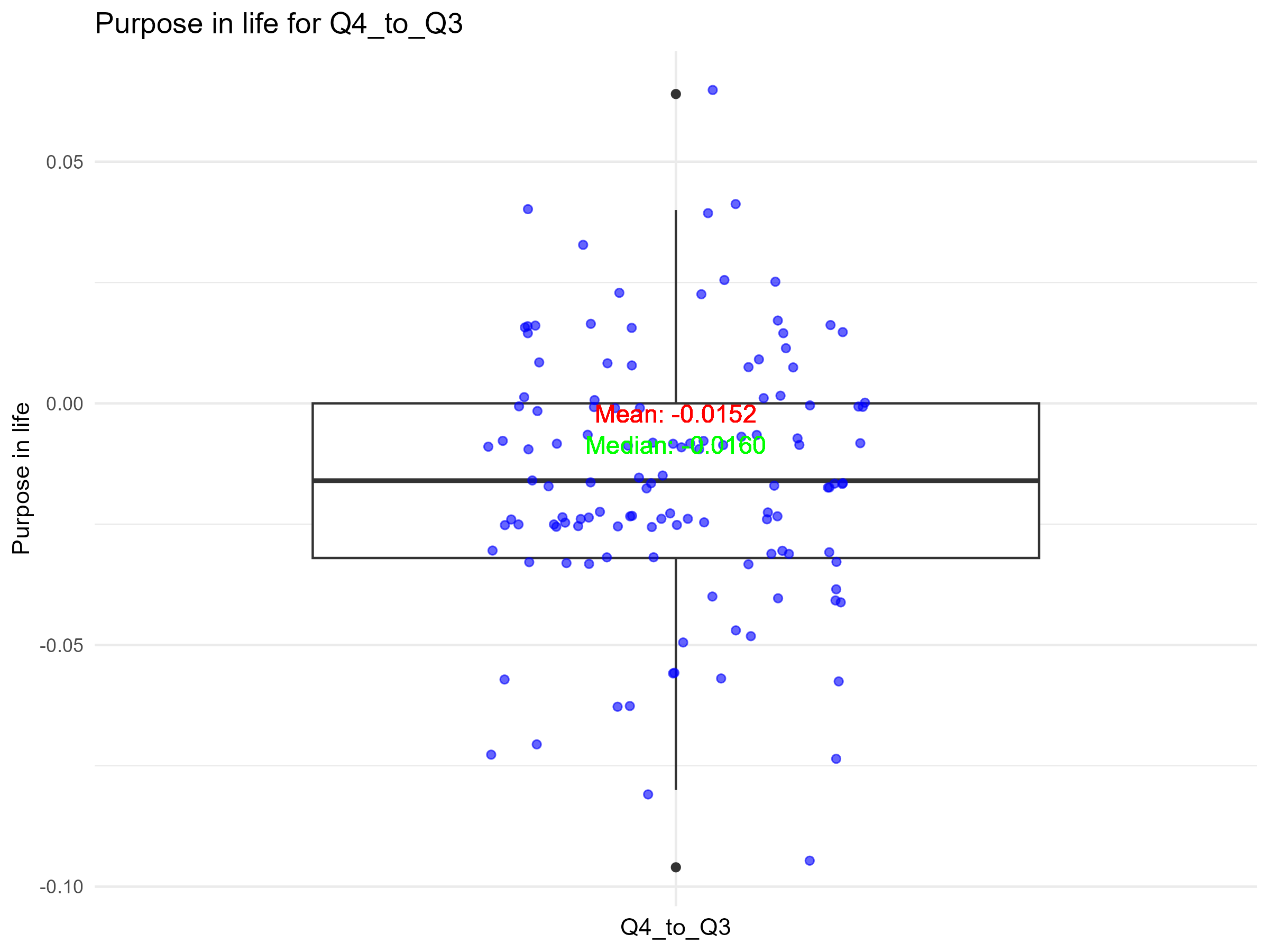 Purpose in life for Q4_to_Q3
Purpose in life
0.05
0.00
-0.05
-0.10
Mean: -0.0152
Median: -0.0160
Q4_to_Q3